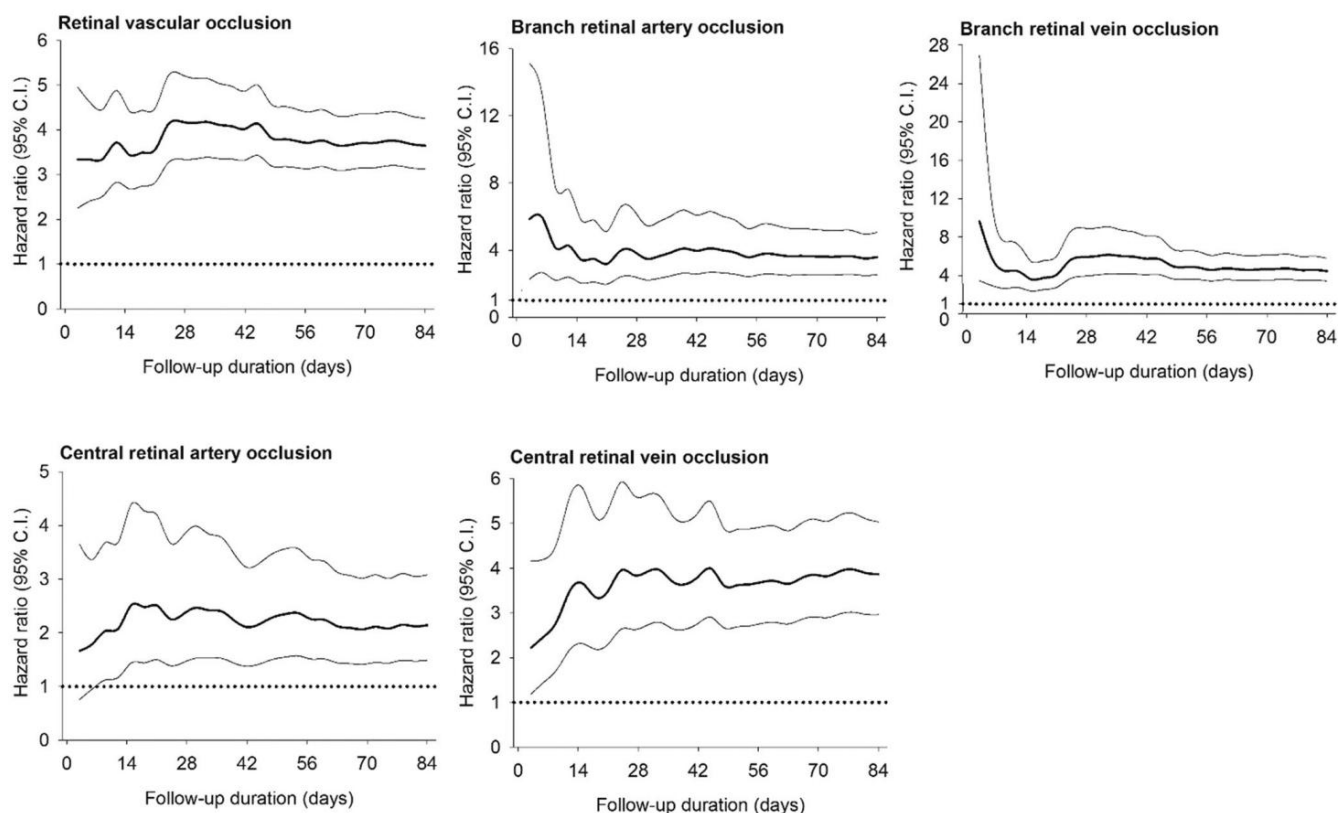 Retinal vascular occlusion
Hazard ratio (95% C.I.)
6
5
4
3
2
1
0
0 14 28 42 56 70 84
Follow-up duration (days)
Branch retinal artery occlusion
Hazard ratio (95% C.I.)
16
12
8
4
1
0 14 28 42 56 70 84
Follow-up duration (days)
Branch retinal vein occlusion
Hazard ratio (95% C.I.)
28
24
20
16
12
8
4
1
0 14 28 42 56 70 84
Follow-up duration (days)
Central retinal artery occlusion
Hazard ratio (95% C.I.)
5
4
3
2
1
0
0 14 28 42 56 70 84
Follow-up duration (days)
Central retinal vein occlusion
Hazard ratio (95% C.I.)
6
5
4
3
2
1
0
0 14 28 42 56 70 84
Follow-up duration (days)